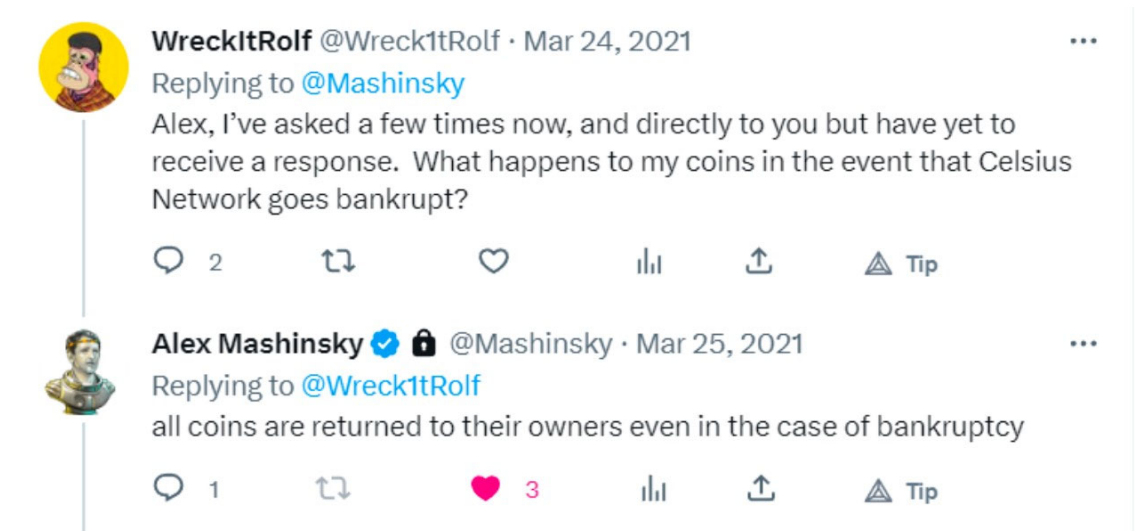 WreckItRolf @Wreck1tRolf · Mar 24, 2021
Replying to @Mashinsky
Alex, I’ve asked a few times now, and directly to you but have yet to
receive a response.  What happens to my coins in the event that Celsius
Network goes bankrupt?
2 Tip
Alex Mashinsky @Mashinsky · Mar 25, 2021
Replying to @Wreck1tRolf
all coins are returned to their owners even in the case of bankruptcy
1 3 Tip